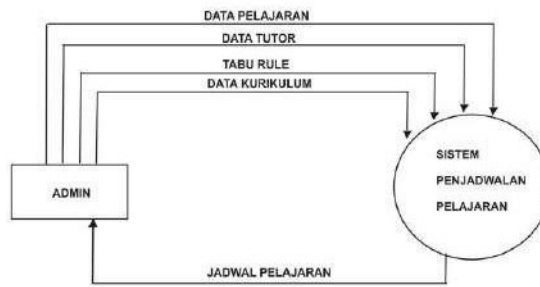 DATA PELAJARAN
DATA TUTOR
TABU RULE
DATA KURIKULUM
ADMIN
SISTEM
PENJADWALAN
PELAJARAN
JADWAL PELAJARAN